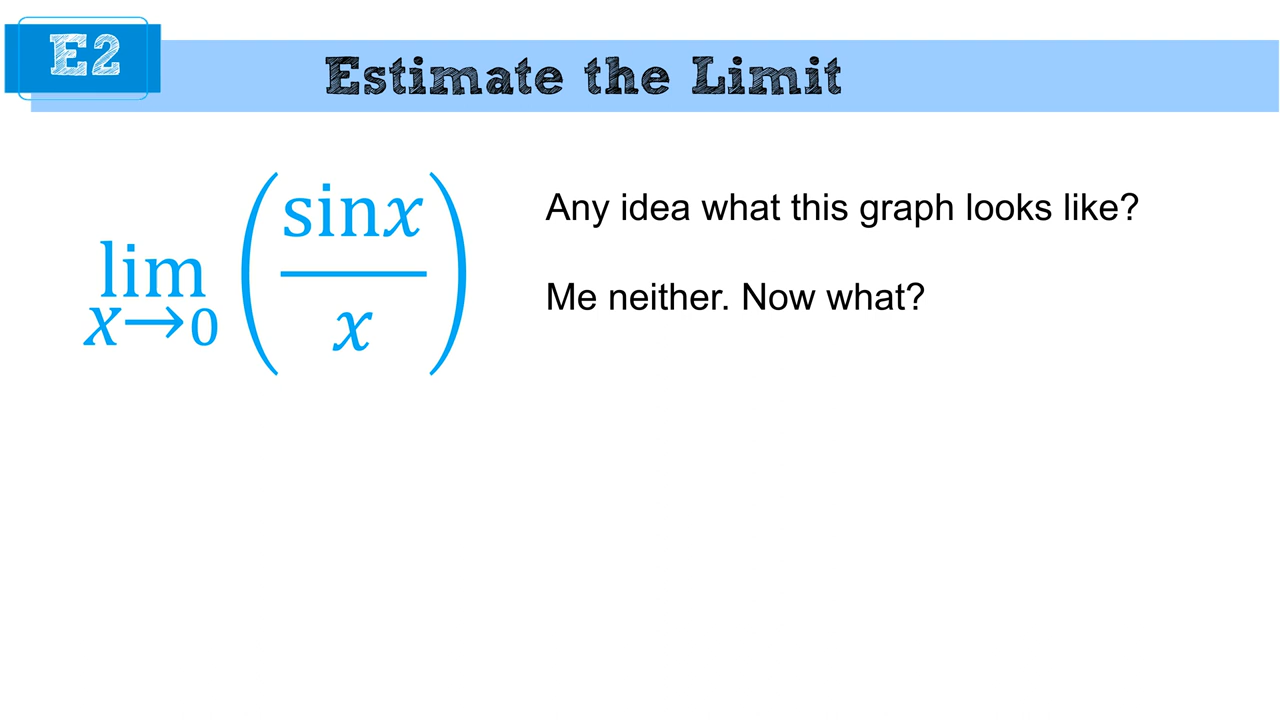 E2
Estimate the Limit
lim x→0 (sinx / x)
Any idea what this graph looks like?
Me neither. Now what?